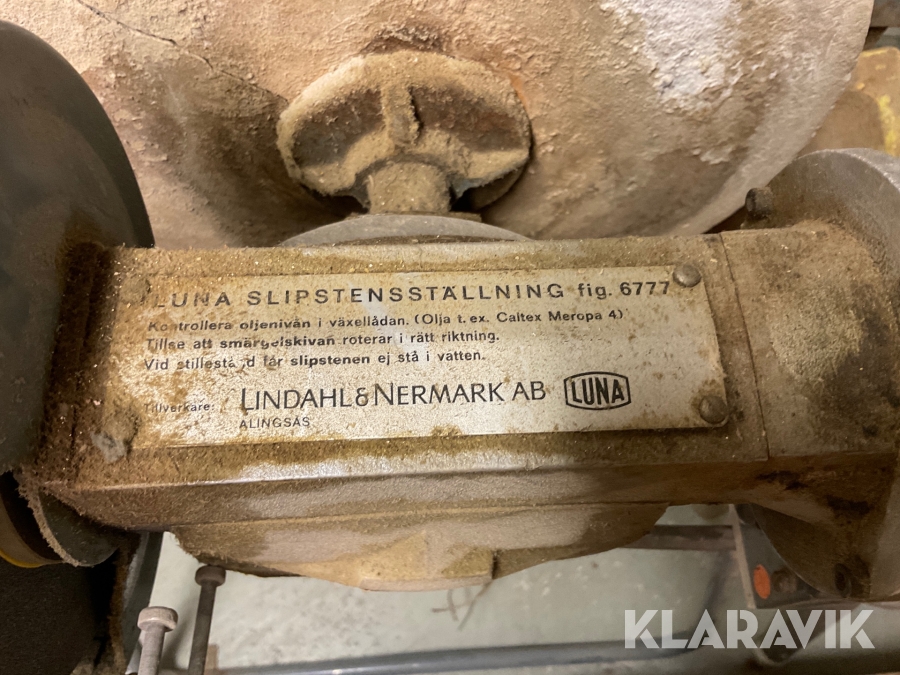 LUNA SLIPSTENSSTÄLLNING fig. 6777
Kontrollera oljenivån i växellådan. (Olja t. ex. Caltex Meropa 4)
Tillse att smärgelskivan roterar i rätt riktning.
Vid stillestånd får slipstenen ej stå i vatten.
Tillverkare: LINDAHL & NERMARK AB LUNA
ALINGSÅS
KLARAVIK